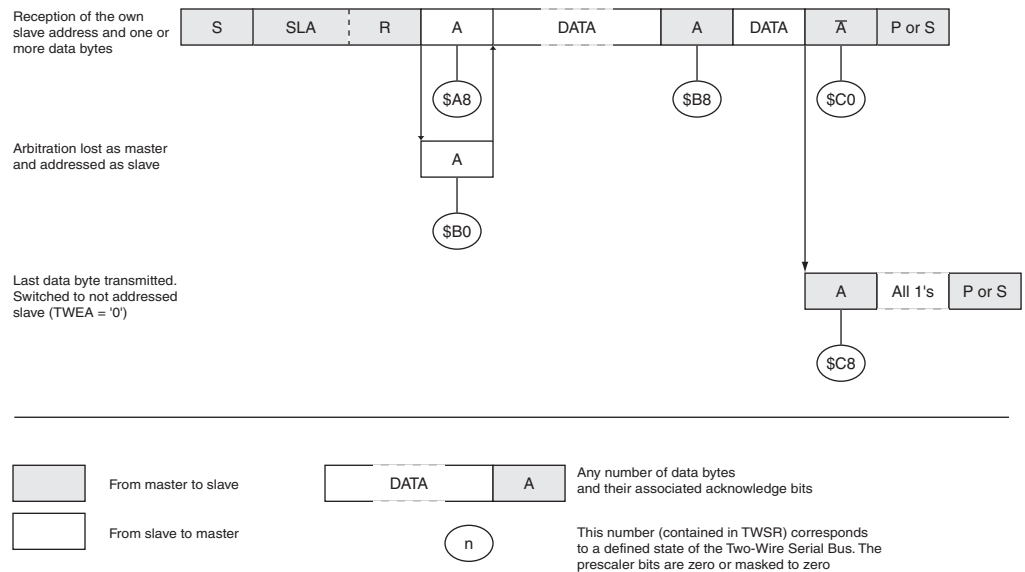 Reception of the own
slave address and one or
more data bytes
S SLA R A DATA A DATA A̅ P or S
$A8 $B8 $C0
Arbitration lost as master
and addressed as slave
A
$B0
Last data byte transmitted.
Switched to not addressed
slave (TWEA = '0')
A All 1's P or S
$C8
From master to slave
DATA A
Any number of data bytes
and their associated acknowledge bits
From slave to master
n
This number (contained in TWSR) corresponds
to a defined state of the Two-Wire Serial Bus. The
prescaler bits are zero or masked to zero